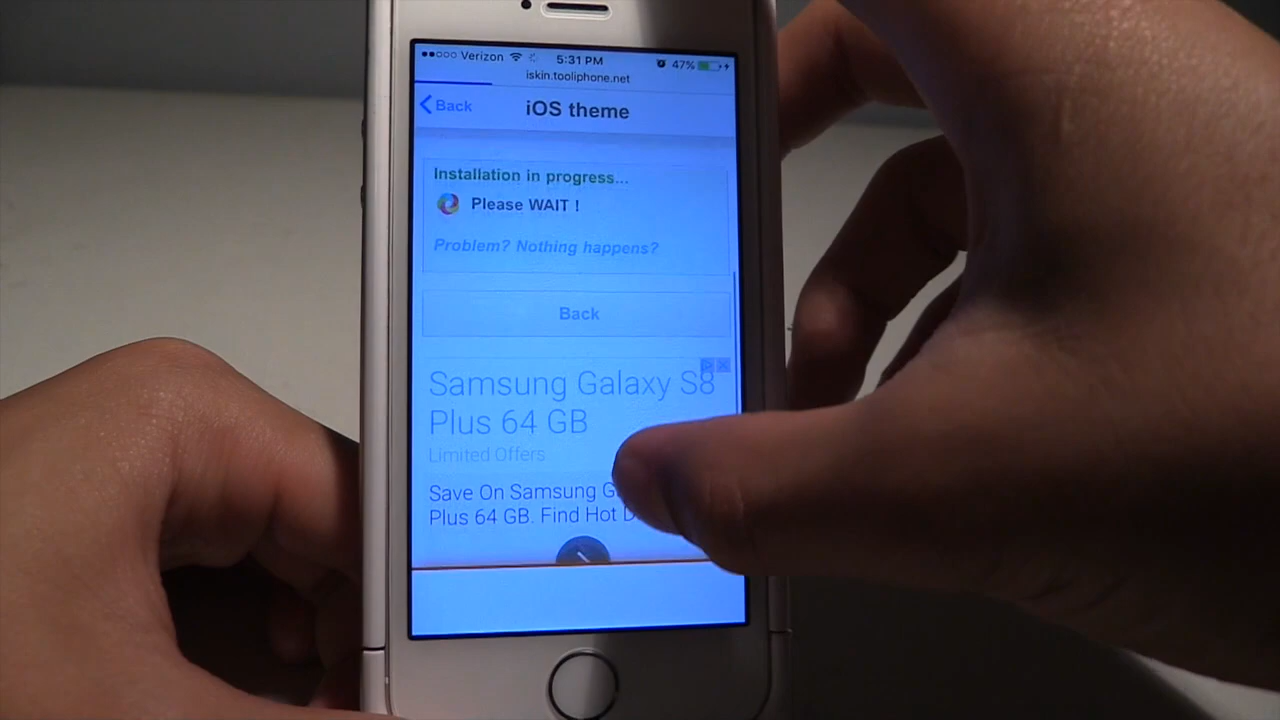 Verizon 5:31 PM 47%
iskin.tooliphone.net
Back iOS theme
Installation in progress...
Please WAIT !
Problem? Nothing happens?
Back
Samsung Galaxy S8
Plus 64 GB
Limited Offers
Save On Samsung
Plus 64 GB. Find Hot